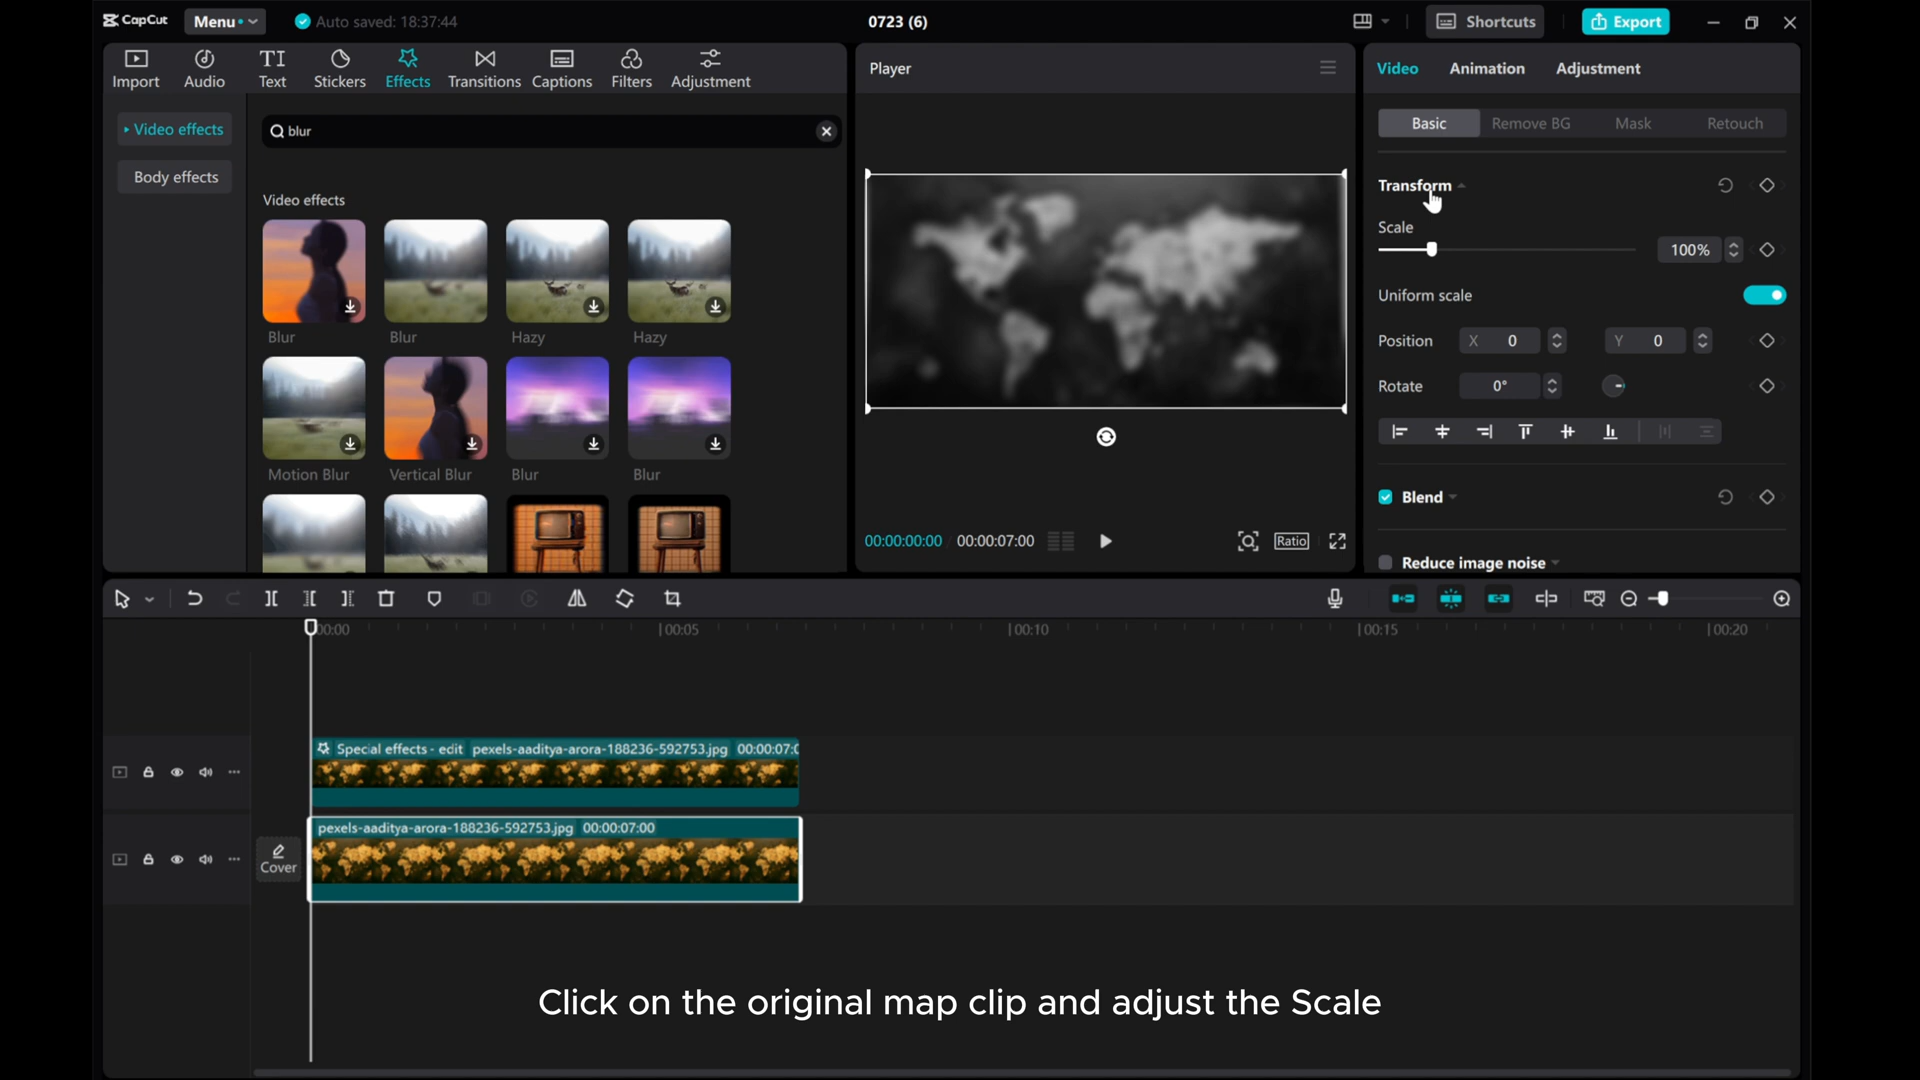 CapCut
Menu
Auto saved: 18:37:44
0723 (6)
Shortcuts
Export
Import
Audio
TI
Text
Stickers
Effects
Transitions
Captions
Filters
Adjustment
Video effects
Body effects
blur
Video effects
Blur
Blur
Hazy
Hazy
Motion Blur
Vertical Blur
Blur
Blur
Player
00:00:00:00
00:00:07:00
Ratio
Video
Animation
Adjustment
Basic
Remove BG
Mask
Retouch
Transform
Scale
100%
Uniform scale
Position
X
0
Y
0
Rotate
0°
Blend
Reduce image noise
00:00
00:05
00:10
00:15
00:20
Special effects - edit pexels-aaditya-arora-188236-592753.jpg 00:00:07:0
Cover
pexels-aaditya-arora-188236-592753.jpg 00:00:07:00
Click on the original map clip and adjust the Scale